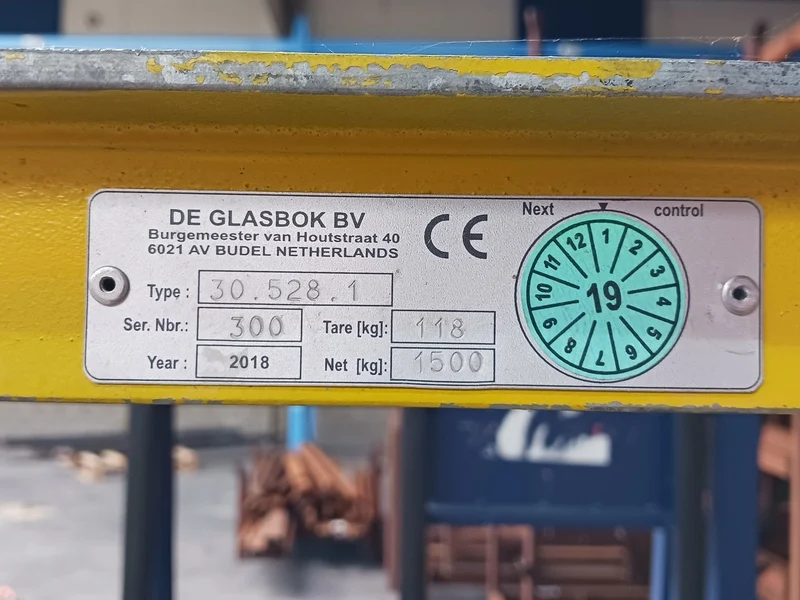 DE GLASBOK BV
Burgemeester van Houtstraat 40
6021 AV BUDEL NETHERLANDS
CE
Next control
Type : 30.528.1
Ser. Nbr.: 300 Tare [kg]: 118
Year : 2018 Net [kg]: 1500
1 2 3 4 5 6 7 8 9 10 11 12
19